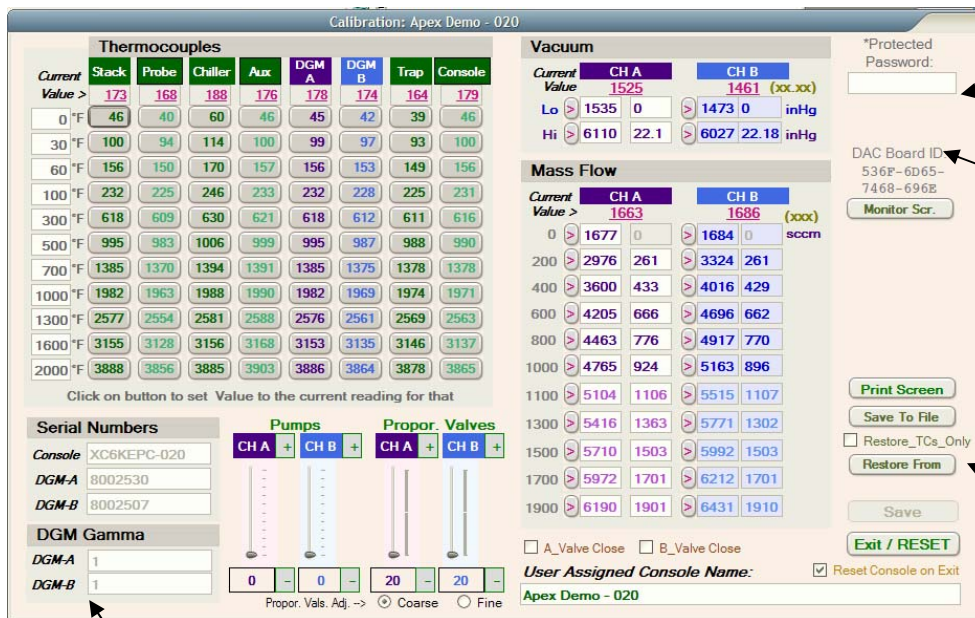 Calibration: Apex Demo - 020
Thermocouples
Current Value > Stack Probe Chiller Aux DGM A DGM B Trap Console
173 168 188 176 178 174 164 179
0 °F 46 40 60 46 45 42 39 46
30 °F 100 94 114 100 99 97 93 100
60 °F 156 150 170 157 156 153 149 156
100 °F 232 225 246 233 232 228 225 231
300 °F 618 609 630 621 618 612 611 616
500 °F 995 983 1006 999 995 987 988 990
700 °F 1385 1370 1394 1391 1385 1375 1378 1378
1000 °F 1982 1963 1988 1990 1982 1969 1974 1971
1300 °F 2577 2554 2581 2588 2576 2561 2569 2563
1600 °F 3155 3128 3156 3168 3153 3135 3146 3137
2000 °F 3888 3856 3885 3903 3886 3864 3878 3865
Click on button to set Value to the current reading for that
Serial Numbers
Console XC6KEPC-020
DGM-A 8002530
DGM-B 8002507
DGM Gamma
DGM-A 1
DGM-B 1
Pumps
CH A + CH B +
0 - 0 -
Propor. Valves
CH A + CH B +
20 - 20 -
Propor. Vals. Adj. --> Coarse Fine
Vacuum
Current Value CH A CH B
1525 1461 (xx.xx)
Lo > 1535 0 > 1473 0 inHg
Hi > 6110 22.1 > 6027 22.18 inHg
Mass Flow
Current Value > CH A CH B
1663 1686 (xxx)
0 > 1677 0 > 1684 0 sccm
200 > 2976 261 > 3324 261
400 > 3600 433 > 4016 429
600 > 4205 666 > 4696 662
800 > 4463 776 > 4917 770
1000 > 4765 924 > 5163 896
1100 > 5104 1106 > 5515 1107
1300 > 5416 1363 > 5771 1302
1500 > 5710 1503 > 5992 1503
1700 > 5972 1701 > 6212 1701
1900 > 6190 1901 > 6431 1910
A_Valve Close B_Valve Close
User Assigned Console Name:
Apex Demo - 020
*Protected
Password:
DAC Board ID
536F-6D65-
7468-696E
Monitor Scr.
Print Screen
Save To File
Restore_TCs_Only
Restore From
Save
Exit / RESET
Reset Console on Exit